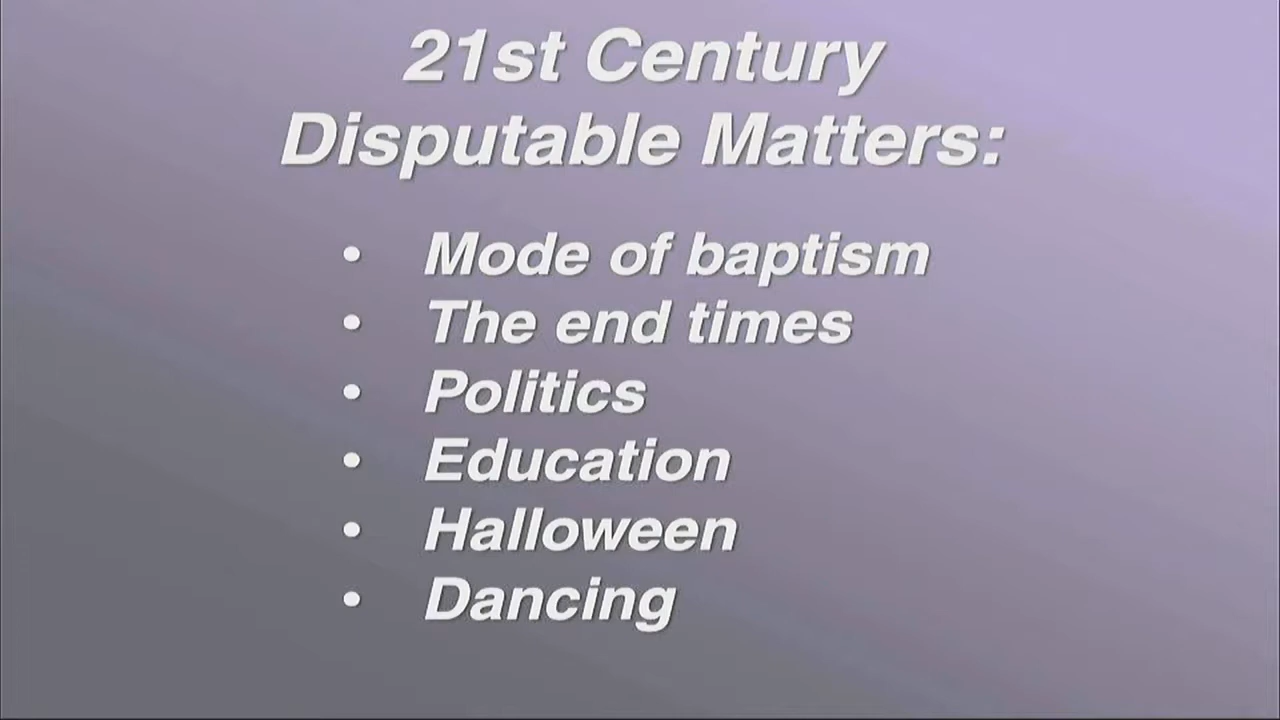 21st Century
Disputable Matters:
• Mode of baptism
• The end times
• Politics
• Education
• Halloween
• Dancing